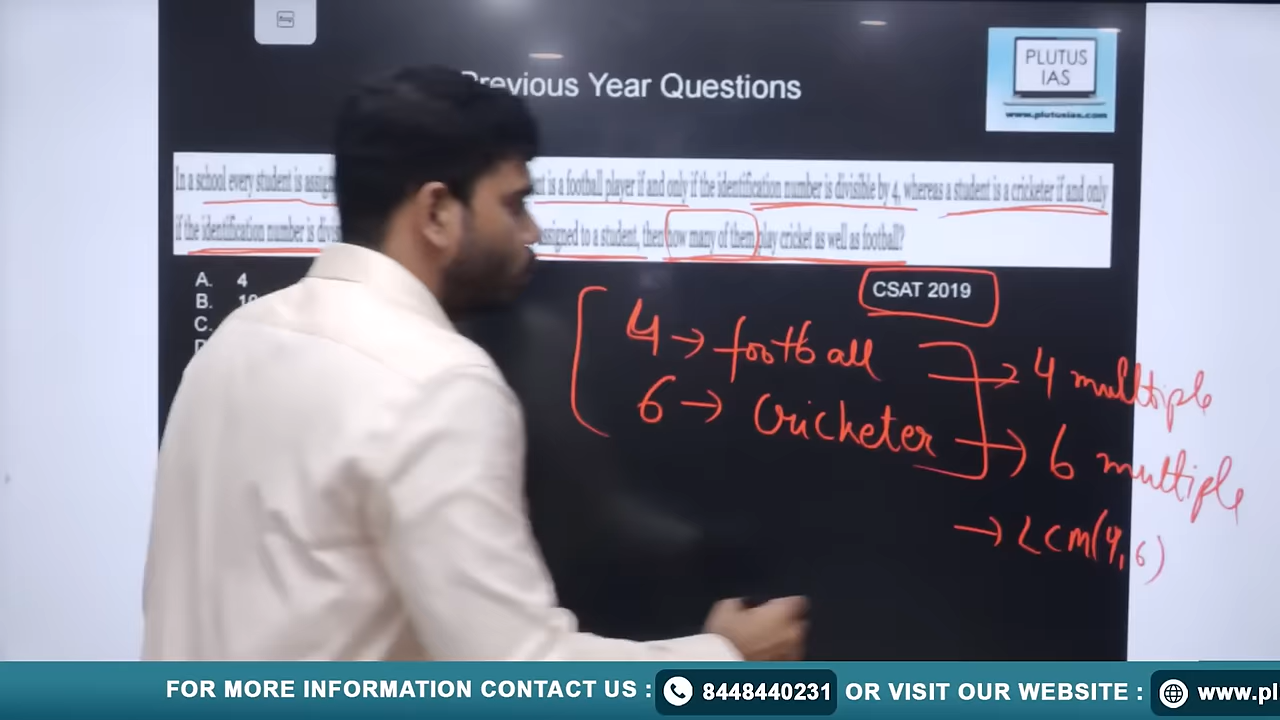 Previous Year Questions
PLUTUS
IAS
www.plutusias.com
In a school every student is assign
nt is a football player if and only if the identification number is divisible by 4, whereas a student is a cricketer if and only
if the identification number is divis
assigned to a student, then how many of them play cricket as well as football?
A. 4
B. 10
C.
D
CSAT 2019
4 → football
→ 4 multiple
6 → Cricketer
→ 6 multiple
→ LCM(4,6)
FOR MORE INFORMATION CONTACT US : 8448440231 OR VISIT OUR WEBSITE : www.pl